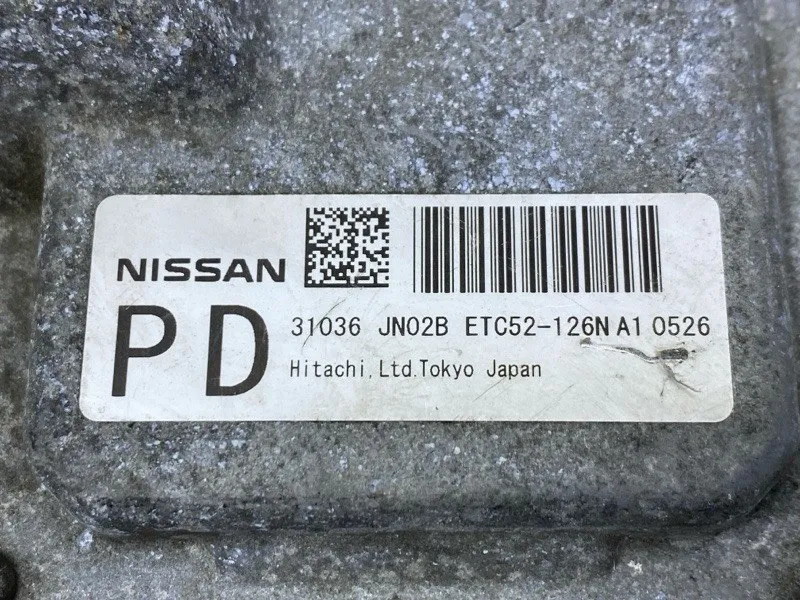 NISSAN
PD
31036 JN02B ETC52-126N A1 0526
Hitachi, Ltd.Tokyo Japan